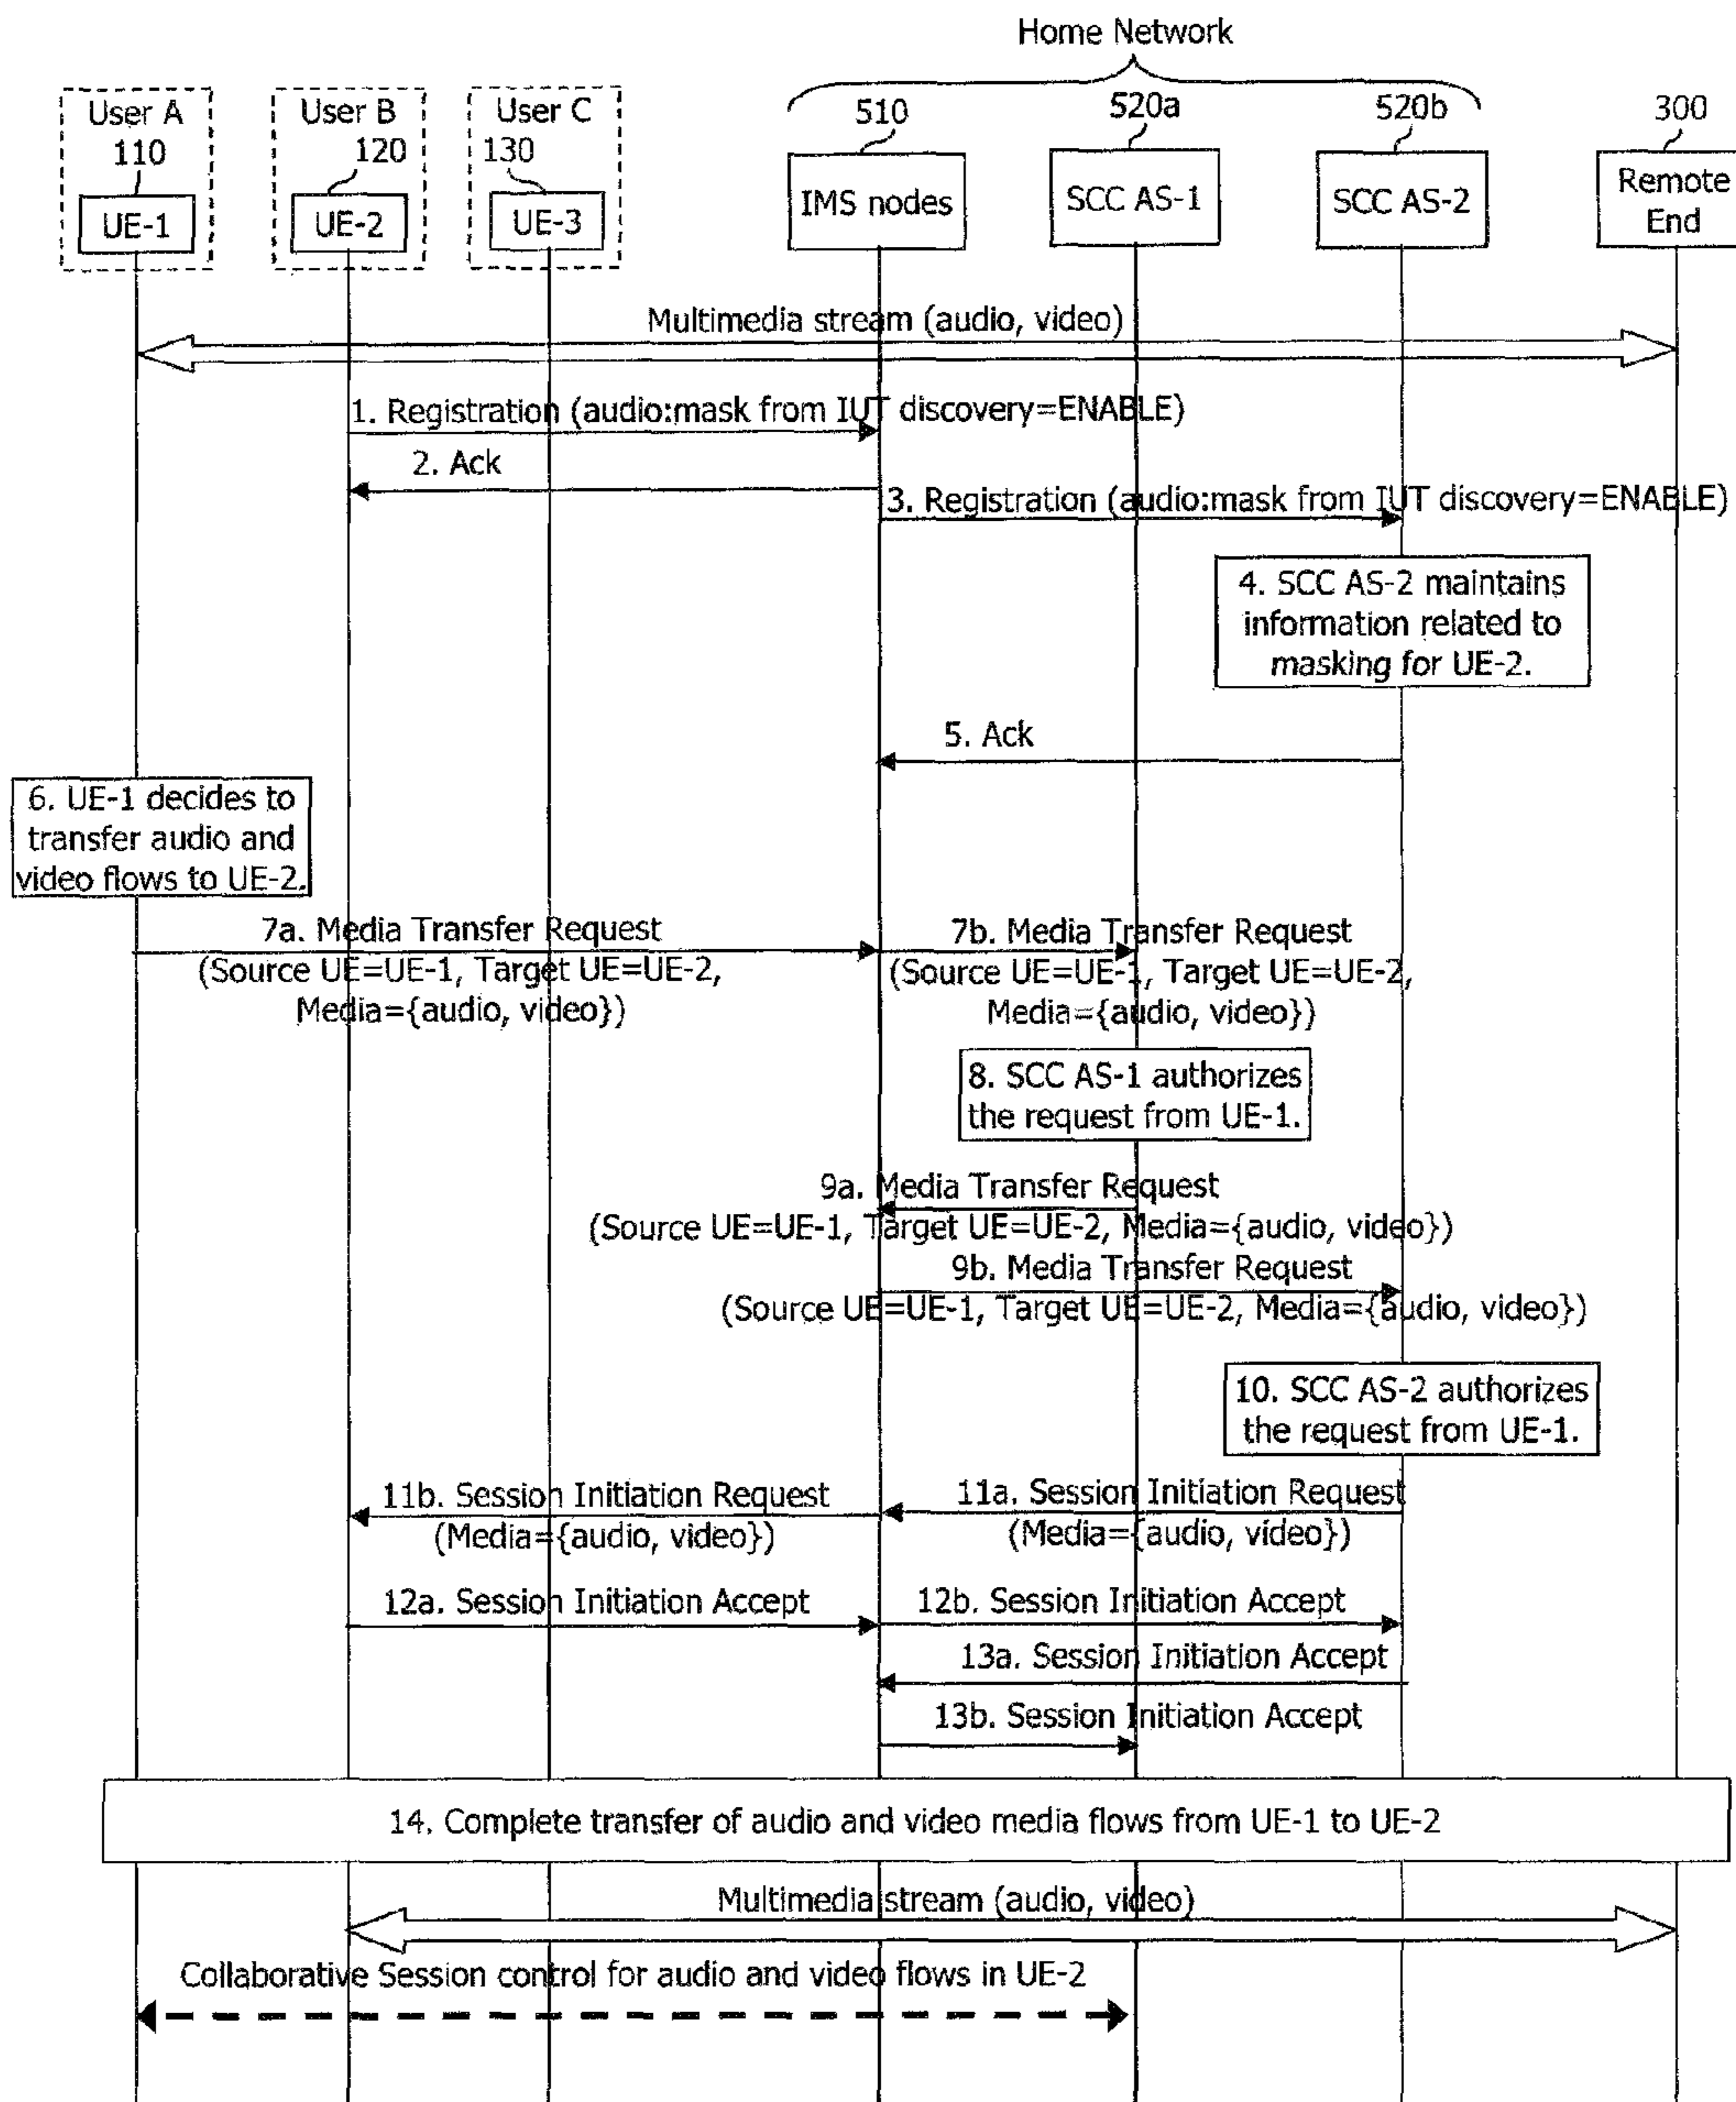 Home Network
User A
User B
User C
510
520a
520b
300
110
120
130
UE-1
UE-2
UE-3
IMS nodes
SCC AS-1
SCC AS-2
Remote
End
Multimedia stream (audio, video)
1. Registration (audio:mask from IUT discovery=ENABLE)
2. Ack
3. Registration (audio:mask from IUT discovery=ENABLE)
4. SCC AS-2 maintains
information related to
masking for UE-2.
5. Ack
6. UE-1 decides to
transfer audio and
video flows to UE-2.
7a. Media Transfer Request
(Source UE=UE-1, Target UE=UE-2,
Media={audio, video})
7b. Media Transfer Request
(Source UE=UE-1, Target UE=UE-2,
Media={audio, video})
8. SCC AS-1 authorizes
the request from UE-1.
9a. Media Transfer Request
(Source UE=UE-1, Target UE=UE-2, Media={audio, video})
9b. Media Transfer Request
(Source UE=UE-1, Target UE=UE-2, Media={audio, video})
10. SCC AS-2 authorizes
the request from UE-1.
11b. Session Initiation Request
(Media={audio, video})
11a. Session Initiation Request
(Media={audio, video})
12a. Session Initiation Accept
12b. Session Initiation Accept
13a. Session Initiation Accept
13b. Session Initiation Accept
14. Complete transfer of audio and video media flows from UE-1 to UE-2
Multimedia stream (audio, video)
Collaborative Session control for audio and video flows in UE-2